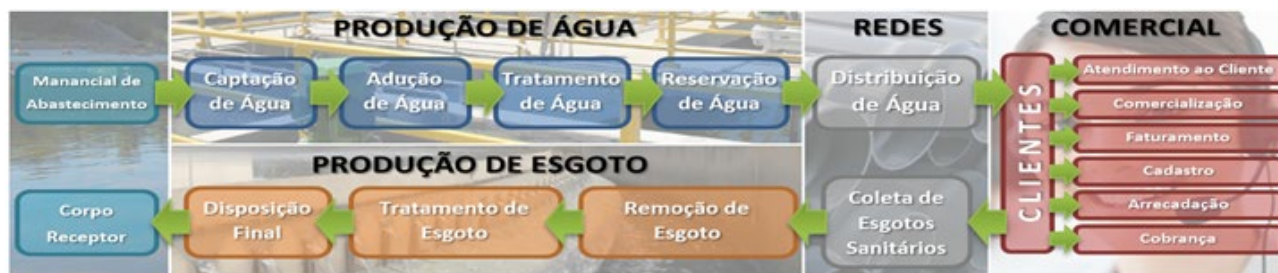 PRODUÇÃO DE ÁGUA
REDES
COMERCIAL
Manancial de
Abastecimento
Captação
de Água
Adução
de Água
Tratamento
de Água
Reservação
de Água
Distribuição
de Água
CLIENTES
Atendimento ao Cliente
Comercialização
Faturamento
Cadastro
Arrecadação
Cobrança
PRODUÇÃO DE ESGOTO
Corpo
Receptor
Disposição
Final
Tratamento de
Esgoto
Remoção de
Esgoto
Coleta de
Esgotos
Sanitários